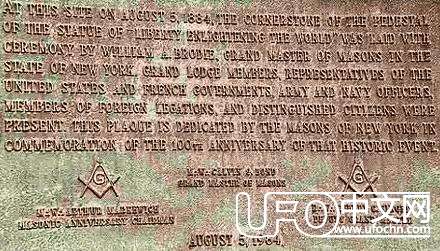 AT THIS SITE ON AUGUST 5, 1884, THE CORNERSTONE OF THE PEDESTAL
OF THE STATUE OF "LIBERTY ENLIGHTENING THE WORLD" WAS LAID WITH
CEREMONY BY WILLIAM A. BRODIE, GRAND MASTER OF MASONS IN THE
STATE OF NEW YORK. GRAND LODGE MEMBERS, REPRESENTATIVES OF THE
UNITED STATES AND FRENCH GOVERNMENTS, ARMY AND NAVY OFFICERS,
MEMBERS OF FOREIGN LEGATIONS, AND DISTINGUISHED CITIZENS WERE
PRESENT. THIS PLAQUE IS DEDICATED BY THE MASONS OF NEW YORK IN
COMMEMORATION OF THE 100TH ANNIVERSARY OF THAT HISTORIC EVENT.
M.W. CALVIN G. BOND
GRAND MASTER OF MASONS
G
G
R.W. ARTHUR MARKEWICH
MASONIC ANNIVERSARY CHAIRMAN
AUGUST 5, 1984
UFO中文网
www.ufochn.com